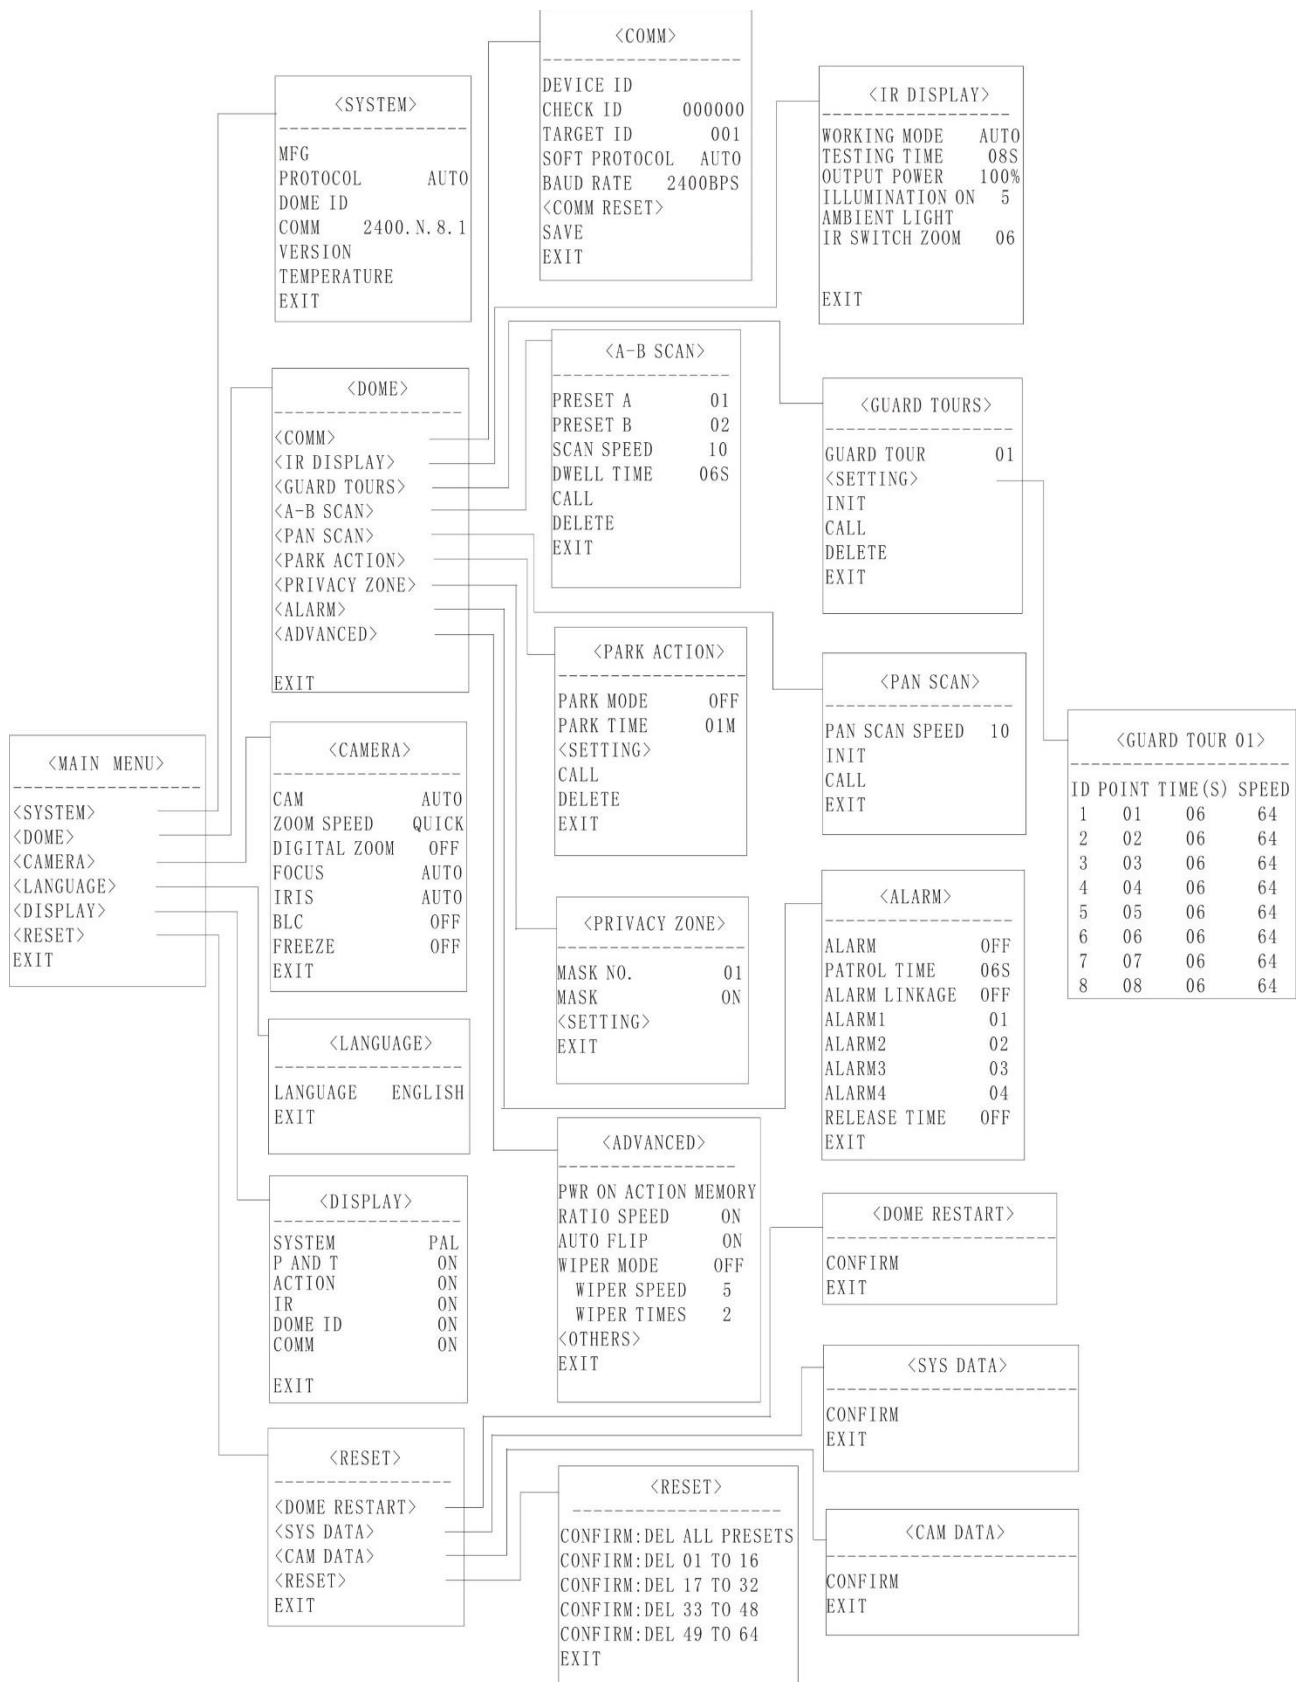 <MAIN MENU>
<SYSTEM>
<DOME>
<CAMERA>
<LANGUAGE>
<DISPLAY>
<RESET>
EXIT
<SYSTEM>
MFG
PROTOCOL AUTO
DOME ID
COMM 2400.N.8.1
VERSION
TEMPERATURE
EXIT
<DOME>
<COMM>
<IR DISPLAY>
<GUARD TOURS>
<A-B SCAN>
<PAN SCAN>
<PARK ACTION>
<PRIVACY ZONE>
<ALARM>
<ADVANCED>
EXIT
<CAMERA>
CAM AUTO
ZOOM SPEED QUICK
DIGITAL ZOOM OFF
FOCUS AUTO
IRIS AUTO
BLC OFF
FREEZE OFF
EXIT
<LANGUAGE>
LANGUAGE ENGLISH
EXIT
<DISPLAY>
SYSTEM PAL
P AND T ON
ACTION ON
IR ON
DOME ID ON
COMM ON
EXIT
<RESET>
<DOME RESTART>
<SYS DATA>
<CAM DATA>
<RESET>
EXIT
<COMM>
DEVICE ID
CHECK ID 000000
TARGET ID 001
SOFT PROTOCOL AUTO
BAUD RATE 2400BPS
<COMM RESET>
SAVE
EXIT
<A-B SCAN>
PRESET A 01
PRESET B 02
SCAN SPEED 10
DWELL TIME 06S
CALL
DELETE
EXIT
<PARK ACTION>
PARK MODE OFF
PARK TIME 01M
<SETTING>
CALL
DELETE
EXIT
<PRIVACY ZONE>
MASK NO. 01
MASK ON
<SETTING>
EXIT
<ADVANCED>
PWR ON ACTION MEMORY
RATIO SPEED ON
AUTO FLIP ON
WIPER MODE OFF
WIPER SPEED 5
WIPER TIMES 2
<OTHERS>
EXIT
<RESET>
CONFIRM:DEL ALL PRESETS
CONFIRM:DEL 01 TO 16
CONFIRM:DEL 17 TO 32
CONFIRM:DEL 33 TO 48
CONFIRM:DEL 49 TO 64
EXIT
<IR DISPLAY>
WORKING MODE AUTO
TESTING TIME 08S
OUTPUT POWER 100%
ILLUMINATION ON 5
AMBIENT LIGHT
IR SWITCH ZOOM 06
EXIT
<GUARD TOURS>
GUARD TOUR 01
<SETTING>
INIT
CALL
DELETE
EXIT
<PAN SCAN>
PAN SCAN SPEED 10
INIT
CALL
EXIT
<ALARM>
ALARM OFF
PATROL TIME 06S
ALARM LINKAGE OFF
ALARM1 01
ALARM2 02
ALARM3 03
ALARM4 04
RELEASE TIME OFF
EXIT
<DOME RESTART>
CONFIRM
EXIT
<SYS DATA>
CONFIRM
EXIT
<CAM DATA>
CONFIRM
EXIT
<GUARD TOUR 01>
ID POINT TIME(S) SPEED
1 01 06 64
2 02 06 64
3 03 06 64
4 04 06 64
5 05 06 64
6 06 06 64
7 07 06 64
8 08 06 64